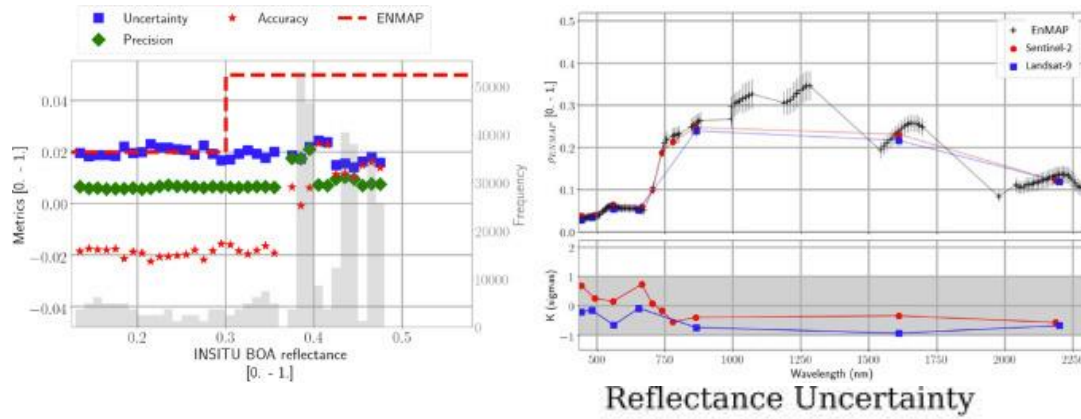 Uncertainty
Accuracy
ENMAP
Precision
Metrics [0. - 1.]
0.04
0.02
0.00
−0.02
−0.04
50000
40000
30000
20000
10000
0
Frequency
0.2
0.3
0.4
0.5
INSITU BOA reflectance
[0. - 1.]
ρENMAP [0. - 1.]
0.5
0.4
0.3
0.2
0.1
0.0
EnMAP
Sentinel-2
Landsat-9
K (sigmas)
2
1
0
−1
500
750
1000
1250
1500
1750
2000
2250
Wavelength (nm)
Reflectance Uncertainty